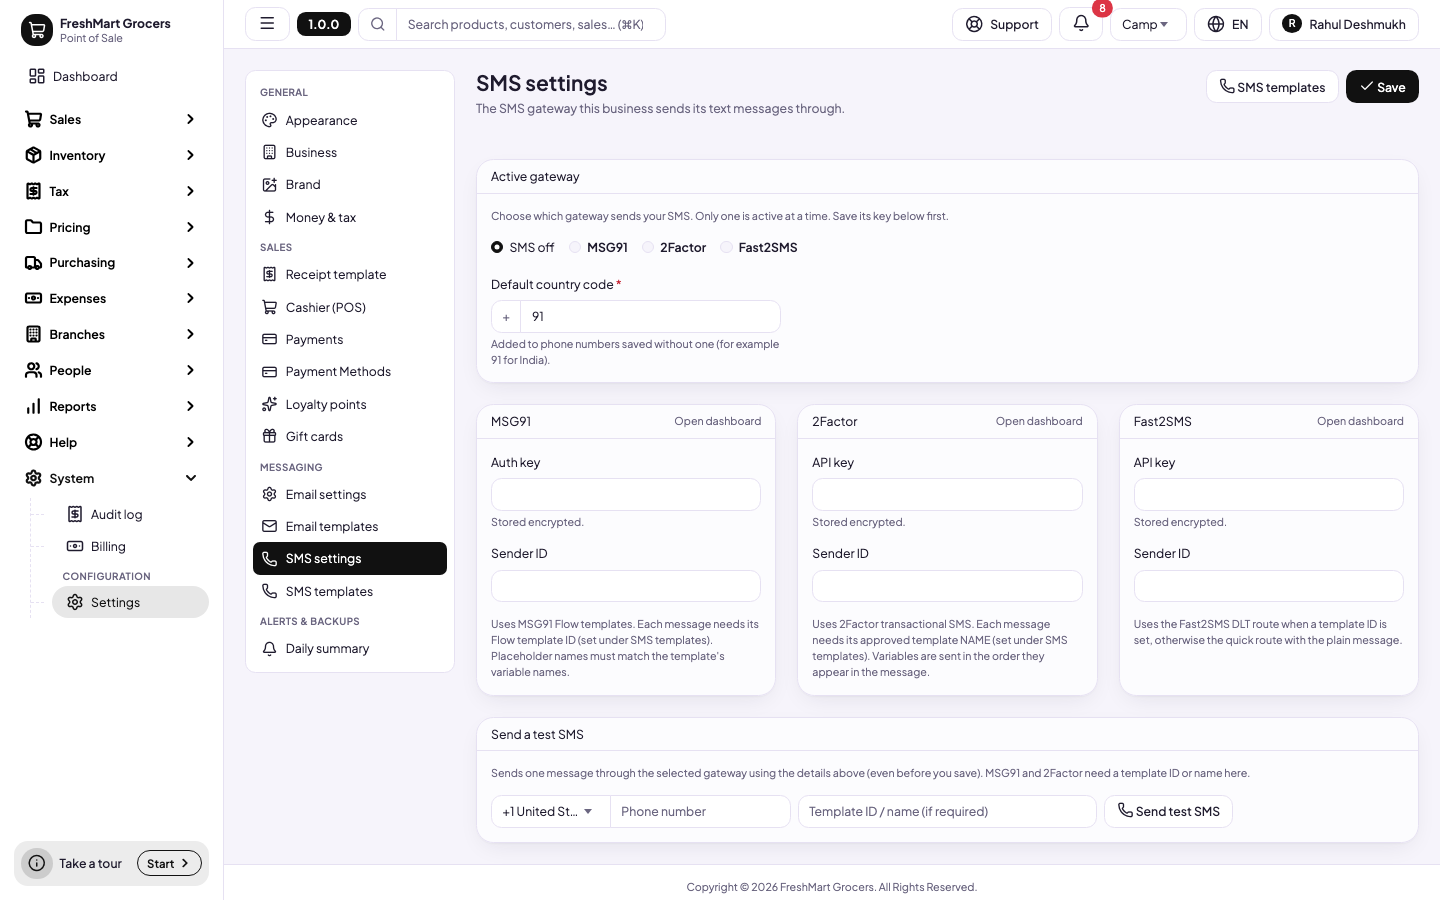 FreshMart Grocers
Point of Sale
Dashboard
Sales
Inventory
Tax
Pricing
Purchasing
Expenses
Branches
People
Reports
Help
System
Audit log
Billing
CONFIGURATION
Settings
Take a tour
Start
1.0.0
Search products, customers, sales... (⌘K)
Support
8
Camp
EN
R
Rahul Deshmukh
GENERAL
Appearance
Business
Brand
Money & tax
SALES
Receipt template
Cashier (POS)
Payments
Payment Methods
Loyalty points
Gift cards
MESSAGING
Email settings
Email templates
SMS settings
SMS templates
ALERTS & BACKUPS
Daily summary
SMS settings
The SMS gateway this business sends its text messages through.
SMS templates
Save
Active gateway
Choose which gateway sends your SMS. Only one is active at a time. Save its key below first.
SMS off MSG91 2Factor Fast2SMS
Default country code *
+ 91
Added to phone numbers saved without one (for example
91 for India).
MSG91
Open dashboard
Auth key
Stored encrypted.
Sender ID
Uses MSG91 Flow templates. Each message needs its
Flow template ID (set under SMS templates).
Placeholder names must match the template's
variable names.
2Factor
Open dashboard
API key
Stored encrypted.
Sender ID
Uses 2Factor transactional SMS. Each message
needs its approved template NAME (set under SMS
templates). Variables are sent in the order they
appear in the message.
Fast2SMS
Open dashboard
API key
Stored encrypted.
Sender ID
Uses the Fast2SMS DLT route when a template ID is
set, otherwise the quick route with the plain message.
Send a test SMS
Sends one message through the selected gateway using the details above (even before you save). MSG91 and 2Factor need a template ID or name here.
+1 United St...
Phone number
Template ID / name (if required)
Send test SMS
Copyright © 2026 FreshMart Grocers. All Rights Reserved.